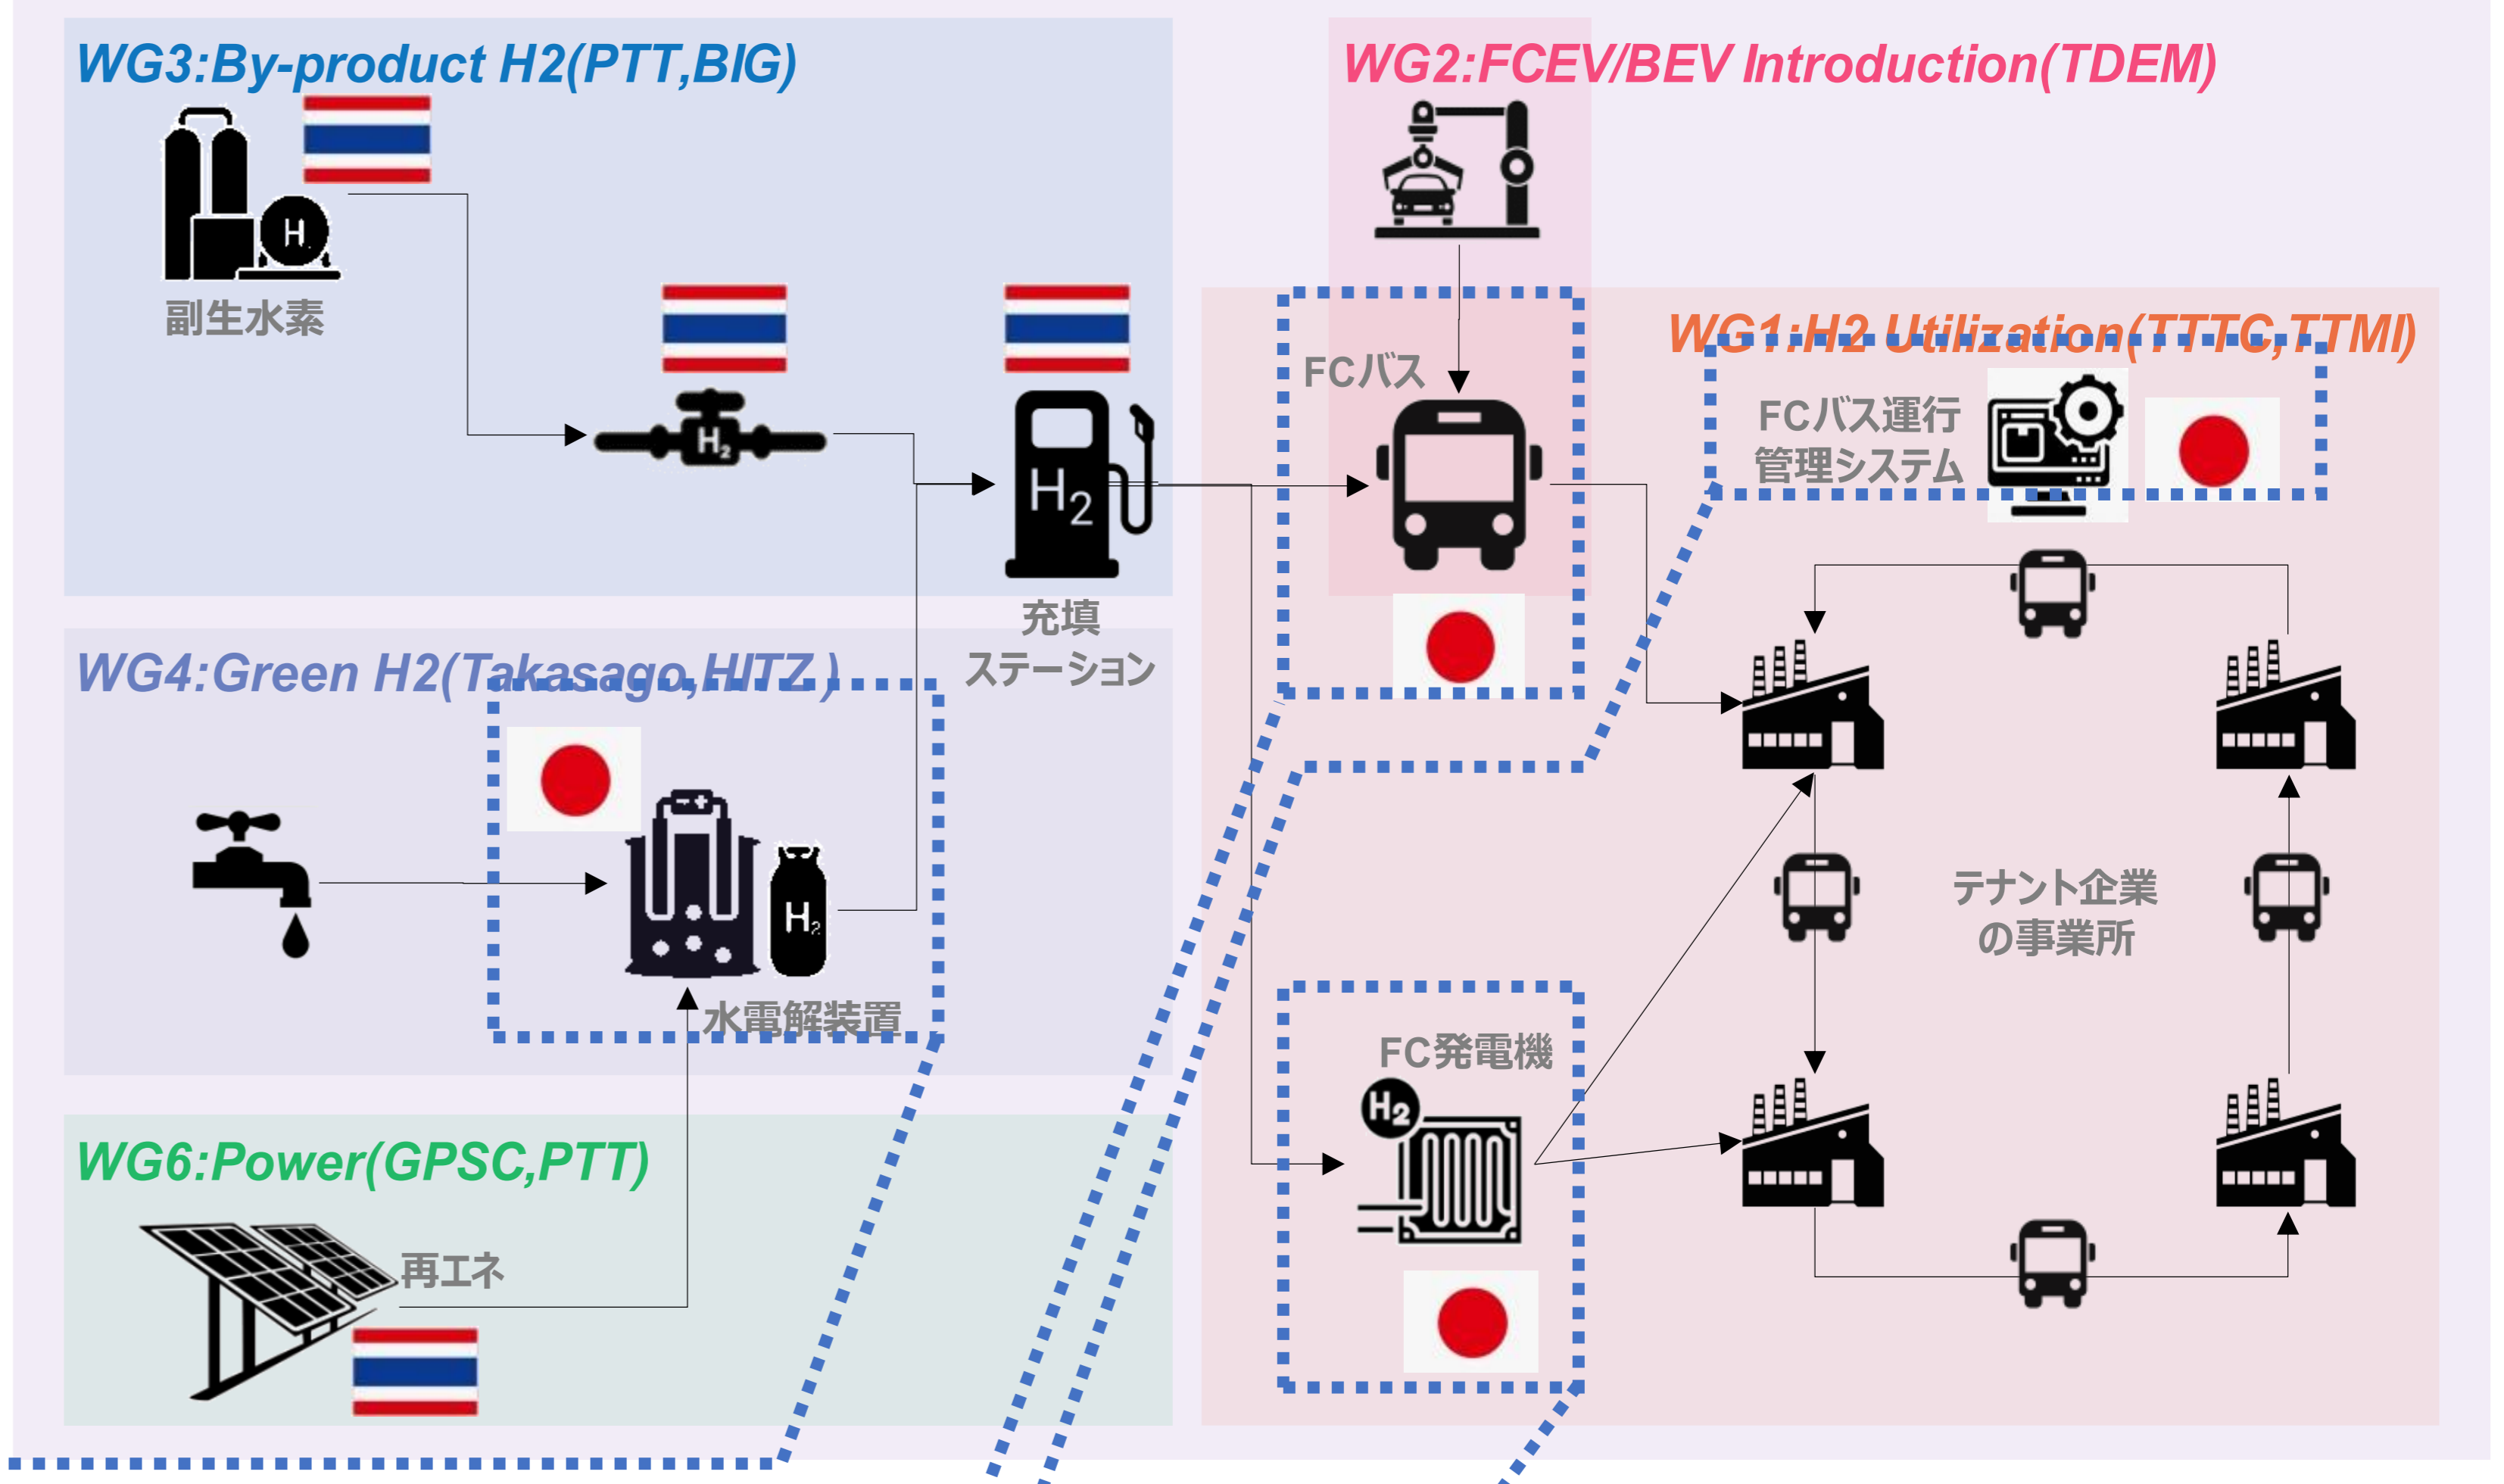 WG3:By-product H2(PTT,BIG)
H
副生水素
H2
H2
充填
ステーション
WG2:FCEV/BEV Introduction(TDEM)
FCバス
WG1:H2 Utilization(TTTC,TTMI)
FCバス運行
管理システム
WG4:Green H2(Takasago,HITZ )
H2
水電解装置
テナント企業
の事業所
FC発電機
H2
WG6:Power(GPSC,PTT)
再エネ